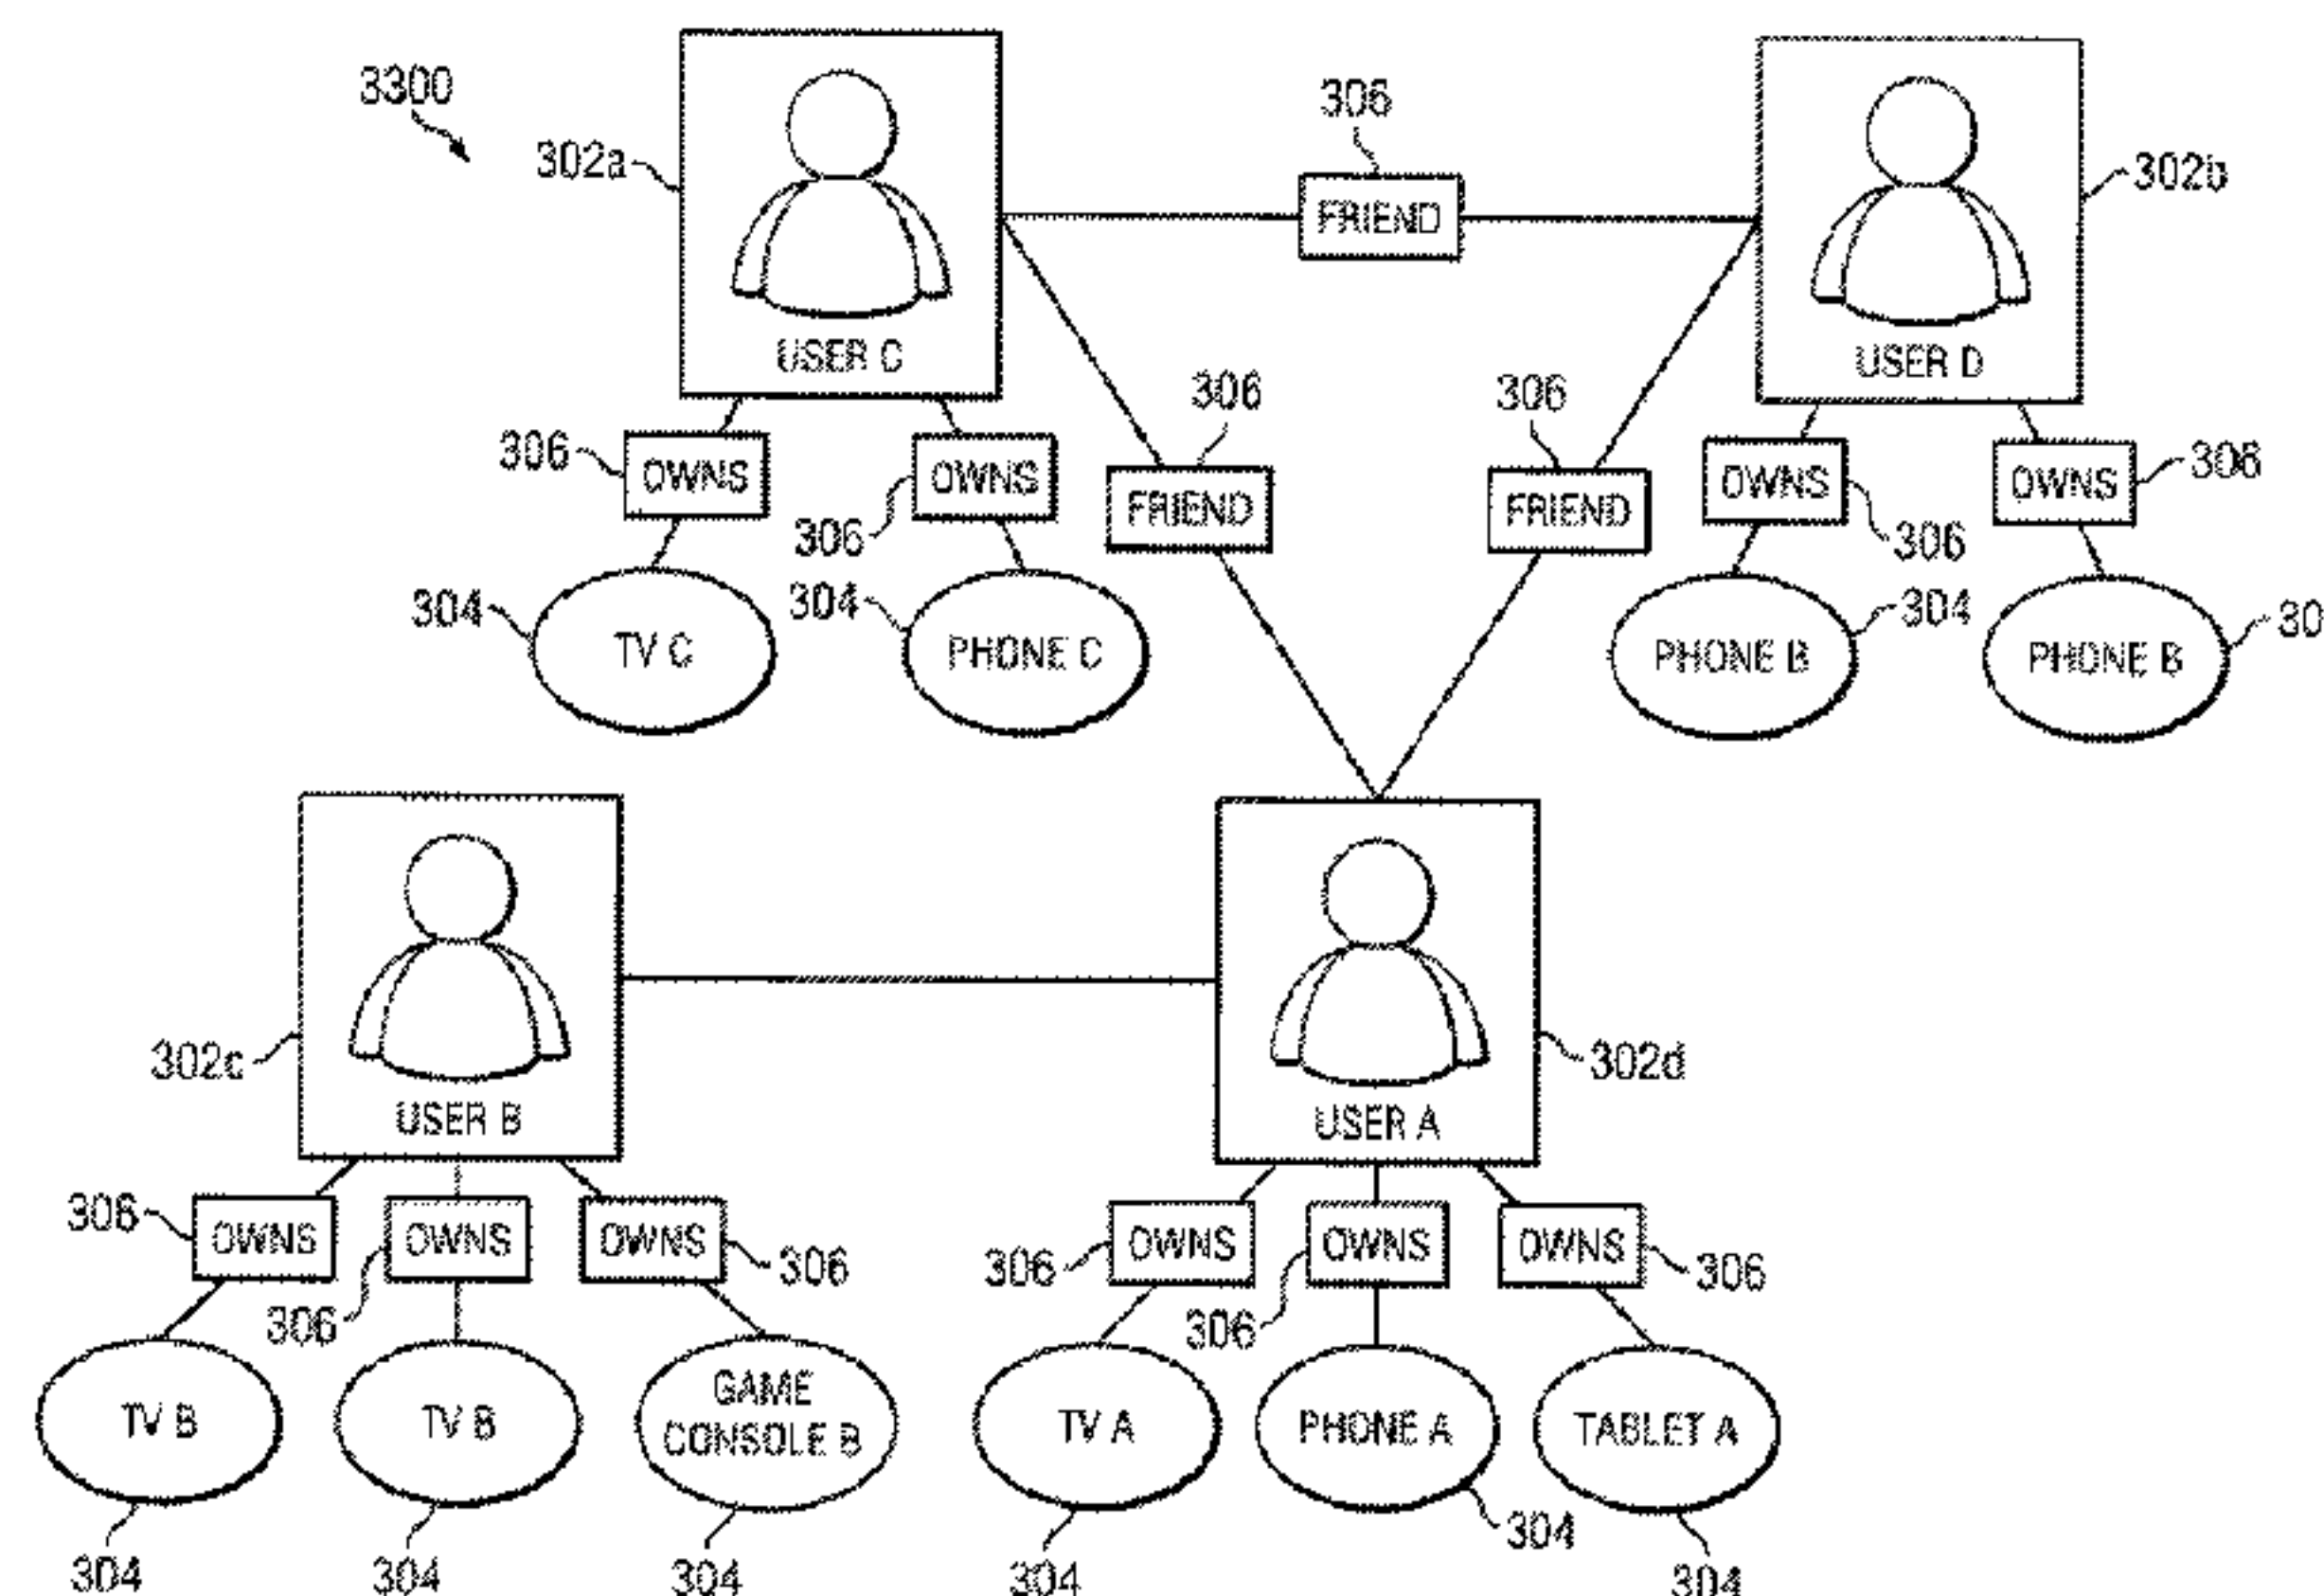 3300
302a
USER C
306
FRIEND
302b
USER D
306
OWNS
306
OWNS
306
FRIEND
306
FRIEND
OWNS
306
OWNS
306
304
TV C
304
PHONE C
PHONE B
304
PHONE B
30
302c
USER B
302d
USER A
306
OWNS
306
OWNS
OWNS
306
306
OWNS
306
OWNS
OWNS
306
TV B
304
TV B
304
GAME
CONSOLE B
304
TV A
304
PHONE A
304
TABLET A
304